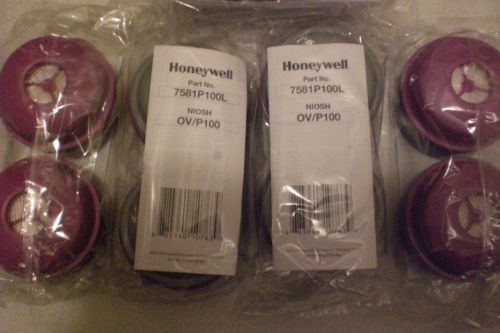 Honeywell
Part No.
7581P100L
NIOSH
OV/P100
Honeywell
Part No.
7581P100L
NIOSH
OV/P100